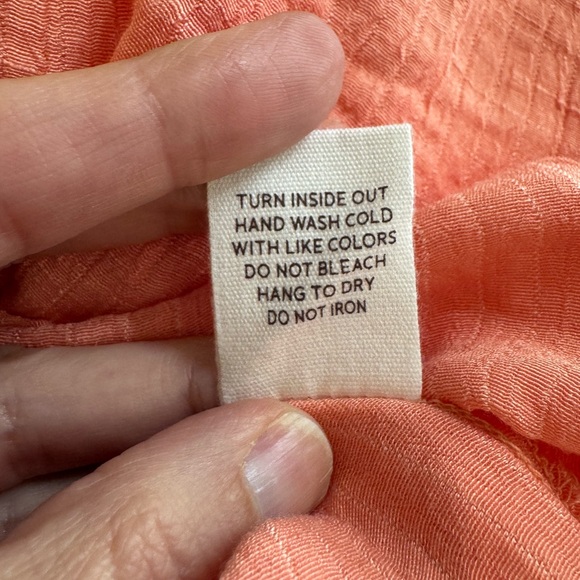 TURN INSIDE OUT
HAND WASH COLD
WITH LIKE COLORS
DO NOT BLEACH
HANG TO DRY
DO NOT IRON